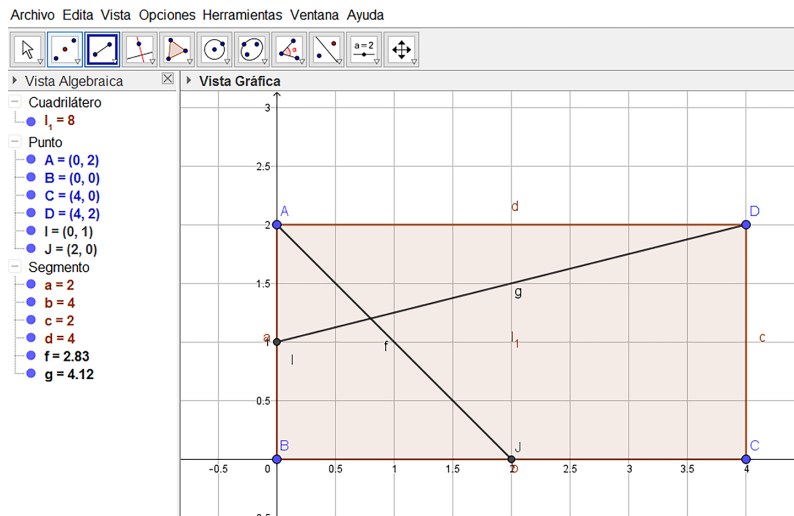 Archivo Edita Vista Opciones Herramientas Ventana Ayuda
α
a=2
Vista Algebraica
Vista Gráfica
Cuadrilátero
l₁ = 8
Punto
A = (0, 2)
B = (0, 0)
C = (4, 0)
D = (4, 2)
I = (0, 1)
J = (2, 0)
Segmento
a = 2
b = 4
c = 2
d = 4
f = 2.83
g = 4.12
3
2.5
2
A
d
D
1.5
g
a
1
I
f
l₁
c
0.5
B
J
C
-0.5
0
0.5
1
1.5
2
b
2.5
3
3.5
4